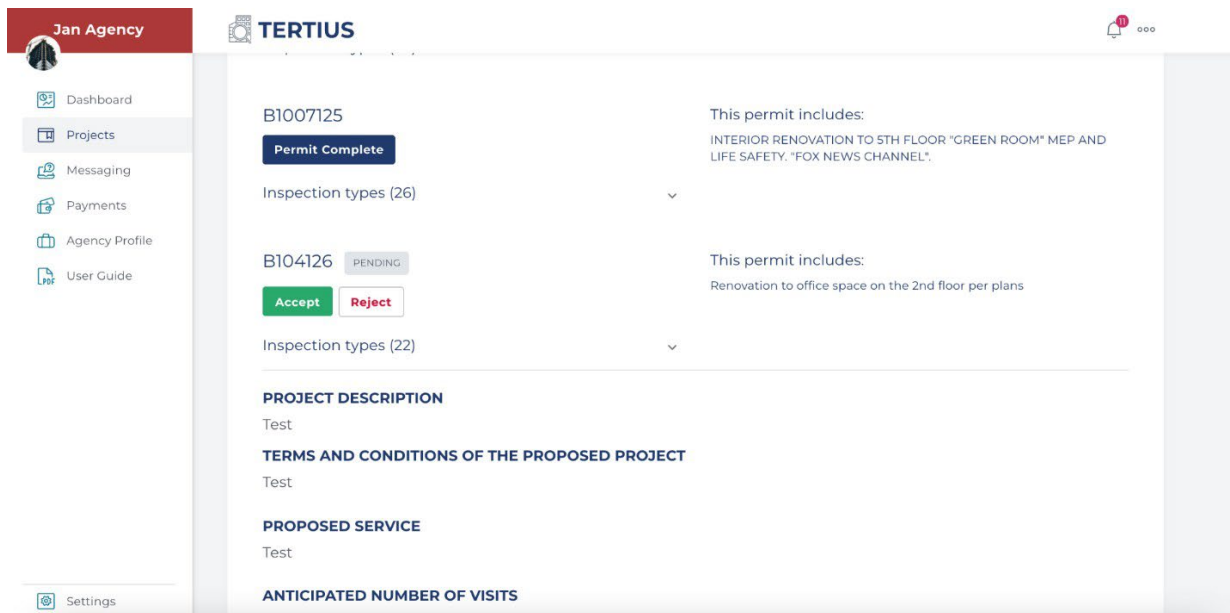 Jan Agency
TERTIUS
11
Dashboard
Projects
Messaging
Payments
Agency Profile
PDF
User Guide
Settings
B1007125
Permit Complete
Inspection types (26)
This permit includes:
INTERIOR RENOVATION TO 5TH FLOOR "GREEN ROOM" MEP AND
LIFE SAFETY. "FOX NEWS CHANNEL".
B104126 PENDING
Accept Reject
Inspection types (22)
This permit includes:
Renovation to office space on the 2nd floor per plans
PROJECT DESCRIPTION
Test
TERMS AND CONDITIONS OF THE PROPOSED PROJECT
Test
PROPOSED SERVICE
Test
ANTICIPATED NUMBER OF VISITS